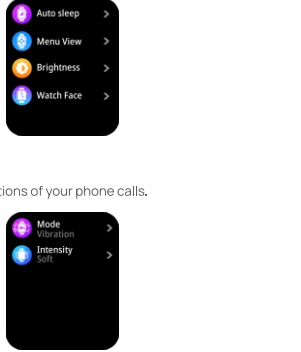 Auto sleep
Menu View
Brightness
Watch Face
tions of your phone calls.
Mode
Vibration
Intensity
Soft